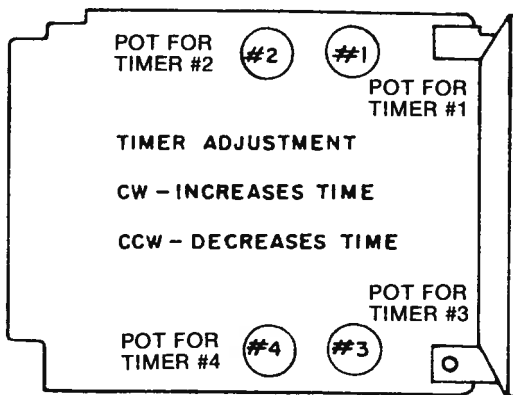 POT FOR
TIMER #2
#2
#1
POT FOR
TIMER #1
TIMER ADJUSTMENT
CW – INCREASES TIME
CCW – DECREASES TIME
POT FOR
TIMER #3
POT FOR
TIMER #4
#4
#3